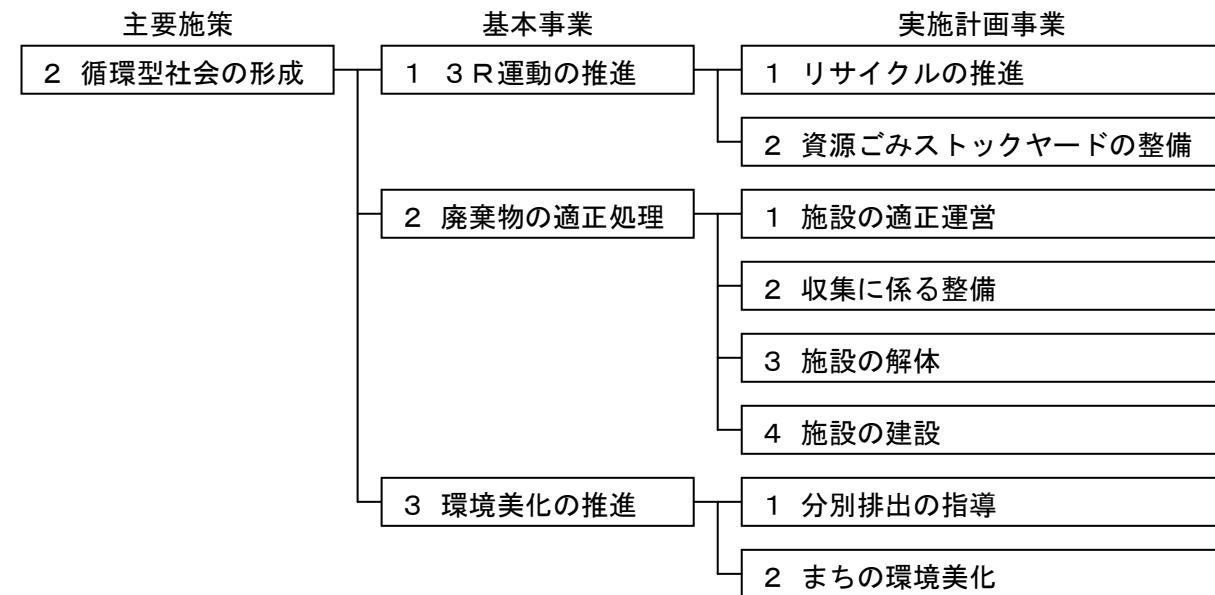 主要施策 基本事業 実施計画事業
2 循環型社会の形成 1 3R運動の推進 1 リサイクルの推進
2 資源ごみストックヤードの整備
2 廃棄物の適正処理 1 施設の適正運営
2 収集に係る整備
3 施設の解体
4 施設の建設
3 環境美化の推進 1 分別排出の指導
2 まちの環境美化